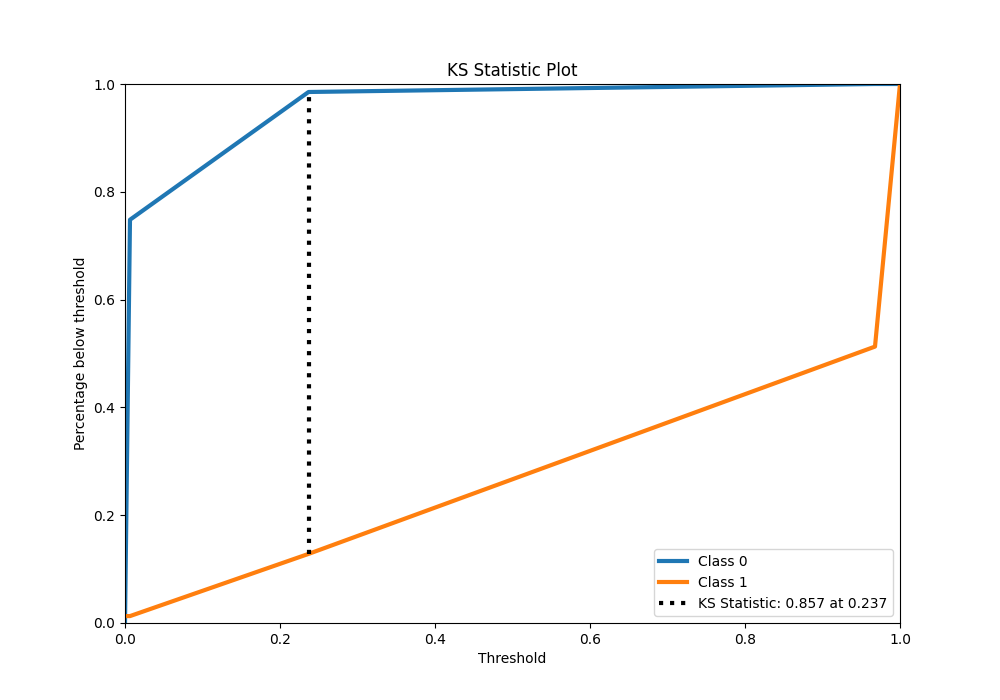 KS Statistic Plot
1.0
0.8
0.6
0.4
0.2
0.0
Percentage below threshold
0.0 0.2 0.4 0.6 0.8 1.0
Threshold
Class 0
Class 1
KS Statistic: 0.857 at 0.237